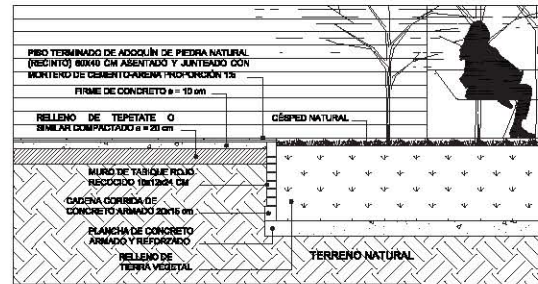 PISO TERMINADO DE ADOQUÍN DE PIEDRA NATURAL
(RECINTO) 60X40 CM ASENTADO Y JUNTEADO CON
MORTERO DE CEMENTO-ARENA PROPORCIÓN 1:5
FIRME DE CONCRETO e = 10 cm
RELLENO DE TEPETATE O
SIMILAR COMPACTADO e = 20 cm
CÉSPED NATURAL
MURO DE TABIQUE ROJO
RECOCIDO 10x12x24 CM
CADENA CORRIDA DE
CONCRETO ARMADO 20x15 cm
PLANCHA DE CONCRETO
ARMADO Y REFORZADO
RELLENO DE
TIERRA VEGETAL
TERRENO NATURAL